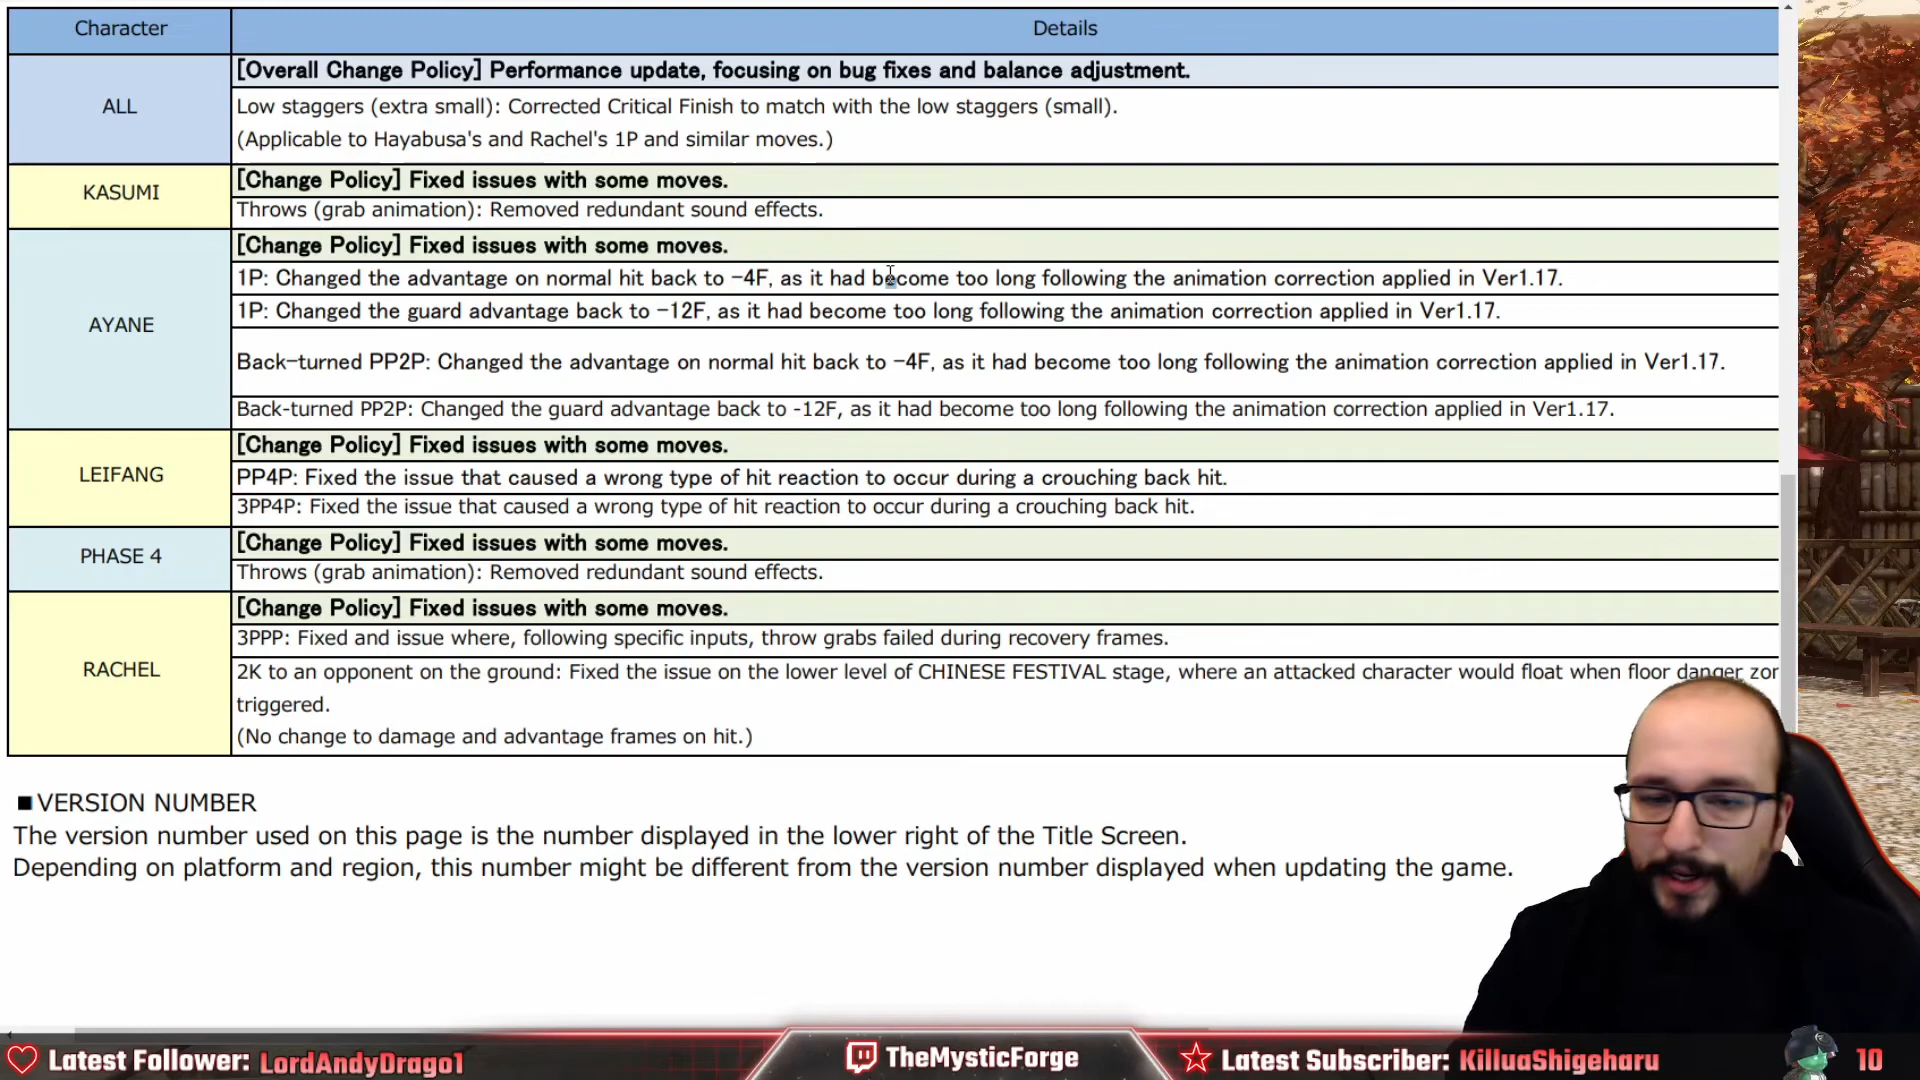 Character
Details
ALL
[Overall Change Policy] Performance update, focusing on bug fixes and balance adjustment.
Low staggers (extra small): Corrected Critical Finish to match with the low staggers (small).
(Applicable to Hayabusa's and Rachel's 1P and similar moves.)
KASUMI
[Change Policy] Fixed issues with some moves.
Throws (grab animation): Removed redundant sound effects.
AYANE
[Change Policy] Fixed issues with some moves.
1P: Changed the advantage on normal hit back to -4F, as it had become too long following the animation correction applied in Ver1.17.
1P: Changed the guard advantage back to -12F, as it had become too long following the animation correction applied in Ver1.17.
Back-turned PP2P: Changed the advantage on normal hit back to -4F, as it had become too long following the animation correction applied in Ver1.17.
Back-turned PP2P: Changed the guard advantage back to -12F, as it had become too long following the animation correction applied in Ver1.17.
LEIFANG
[Change Policy] Fixed issues with some moves.
PP4P: Fixed the issue that caused a wrong type of hit reaction to occur during a crouching back hit.
3PP4P: Fixed the issue that caused a wrong type of hit reaction to occur during a crouching back hit.
PHASE 4
[Change Policy] Fixed issues with some moves.
Throws (grab animation): Removed redundant sound effects.
RACHEL
[Change Policy] Fixed issues with some moves.
3PPP: Fixed and issue where, following specific inputs, throw grabs failed during recovery frames.
2K to an opponent on the ground: Fixed the issue on the lower level of CHINESE FESTIVAL stage, where an attacked character would float when floor danger zon
triggered.
(No change to damage and advantage frames on hit.)
■VERSION NUMBER
The version number used on this page is the number displayed in the lower right of the Title Screen.
Depending on platform and region, this number might be different from the version number displayed when updating the game.
Latest Follower: LordAndyDrago1
TheMysticForge
Latest Subscriber: KilluaShigeharu
10